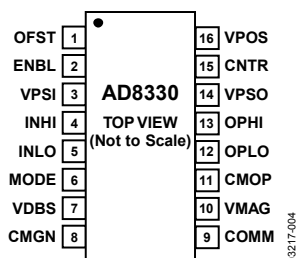 OFST 1 16 VPOS
ENBL 2 15 CNTR
VPSI 3 AD8330 14 VPSO
INHI 4 TOP VIEW 13 OPHI
(Not to Scale)
INLO 5 12 OPLO
MODE 6 11 CMOP
VDBS 7 10 VMAG
CMGN 8 9 COMM
03217-004